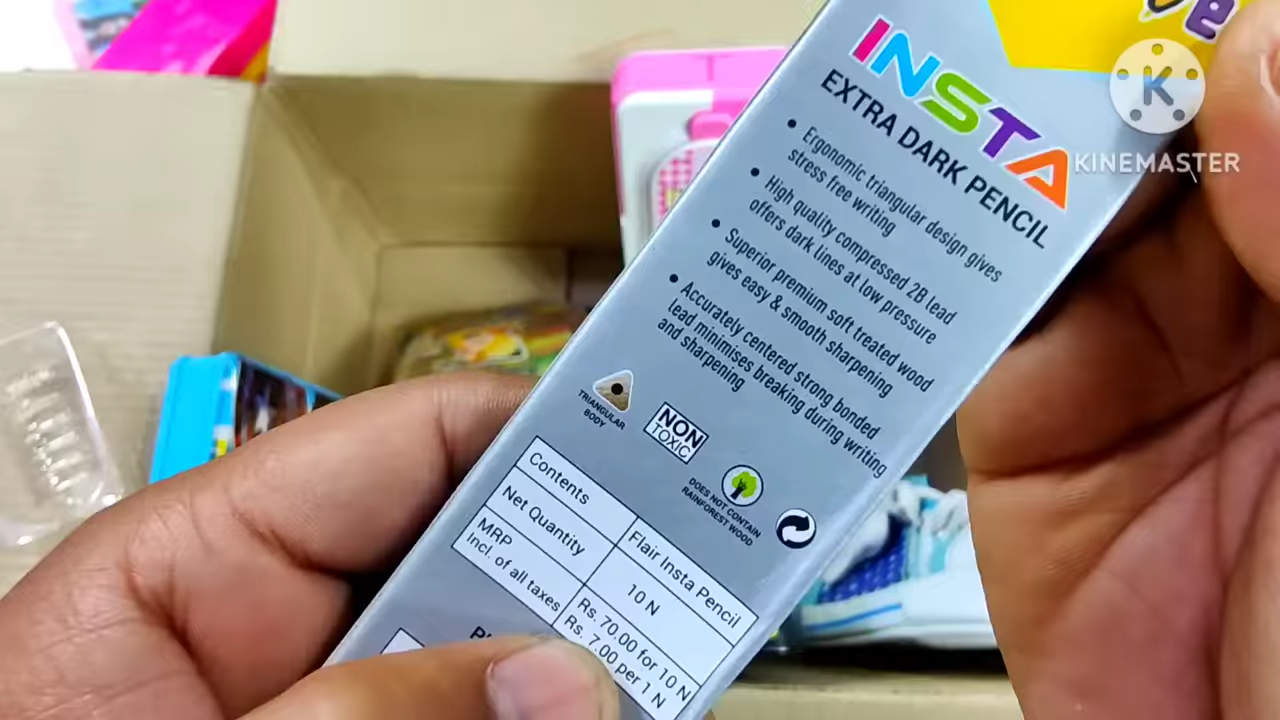 INSTA
EXTRA DARK PENCIL
• Ergonomic triangular design gives
stress free writing
• High quality compressed 2B lead
offers dark lines at low pressure
• Superior premium soft treated wood
gives easy & smooth sharpening
• Accurately centered strong bonded
lead minimises breaking during writing
and sharpening
TRIANGULAR
BODY
NON
TOXIC
DOES NOT CONTAIN
RAINFOREST WOOD
Contents Flair Insta Pencil
Net Quantity 10 N
MRP Rs. 70.00 for 10 N
Incl. of all taxes Rs. 7.00 per 1 N
K
KINEMASTER